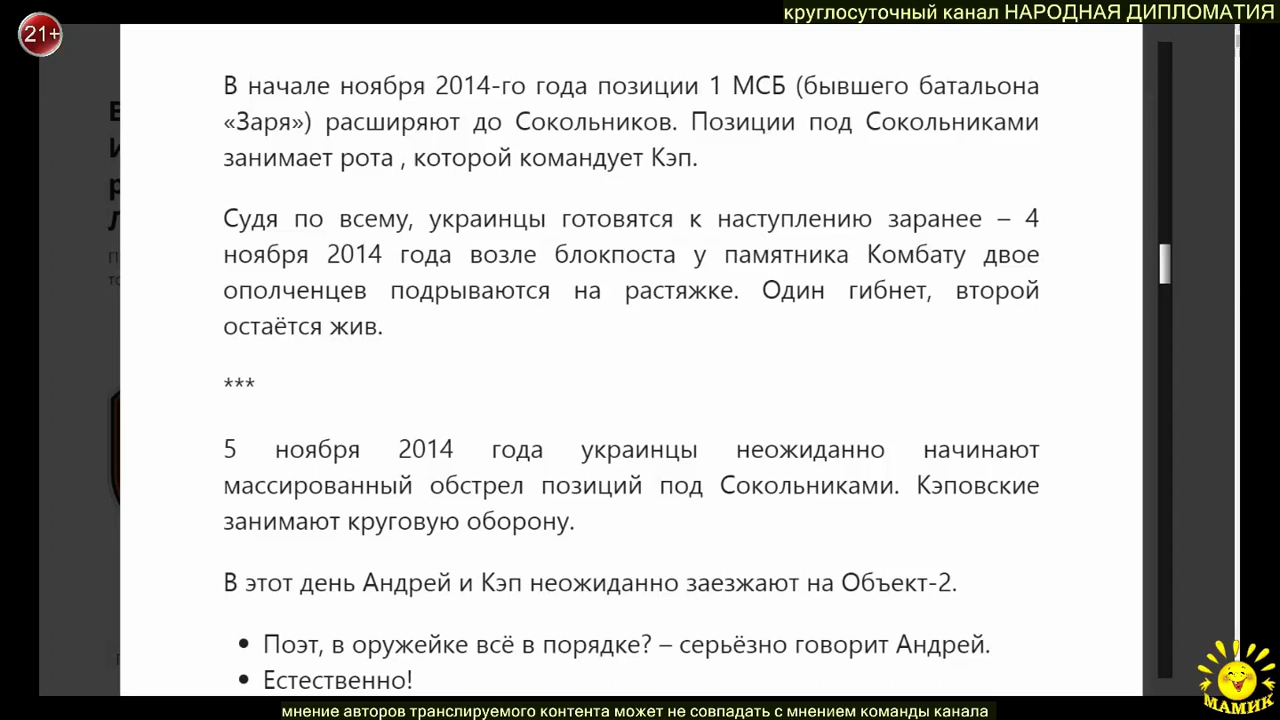 круглосуточный канал НАРОДНАЯ ДИПЛОМАТИЯ
21+
В начале ноября 2014-го года позиции 1 МСБ (бывшего батальона
«Заря») расширяют до Сокольников. Позиции под Сокольниками
занимает рота , которой командует Кэп.
Судя по всему, украинцы готовятся к наступлению заранее – 4
ноября 2014 года возле блокпоста у памятника Комбату двое
ополченцев подрываются на растяжке. Один гибнет, второй
остаётся жив.
***
5 ноября 2014 года украинцы неожиданно начинают
массированный обстрел позиций под Сокольниками. Кэповские
занимают круговую оборону.
В этот день Андрей и Кэп неожиданно заезжают на Объект-2.
• Поэт, в оружейке всё в порядке? – серьёзно говорит Андрей.
• Естественно!
МАМИК
мнение авторов транслируемого контента может не совпадать с мнением команды канала